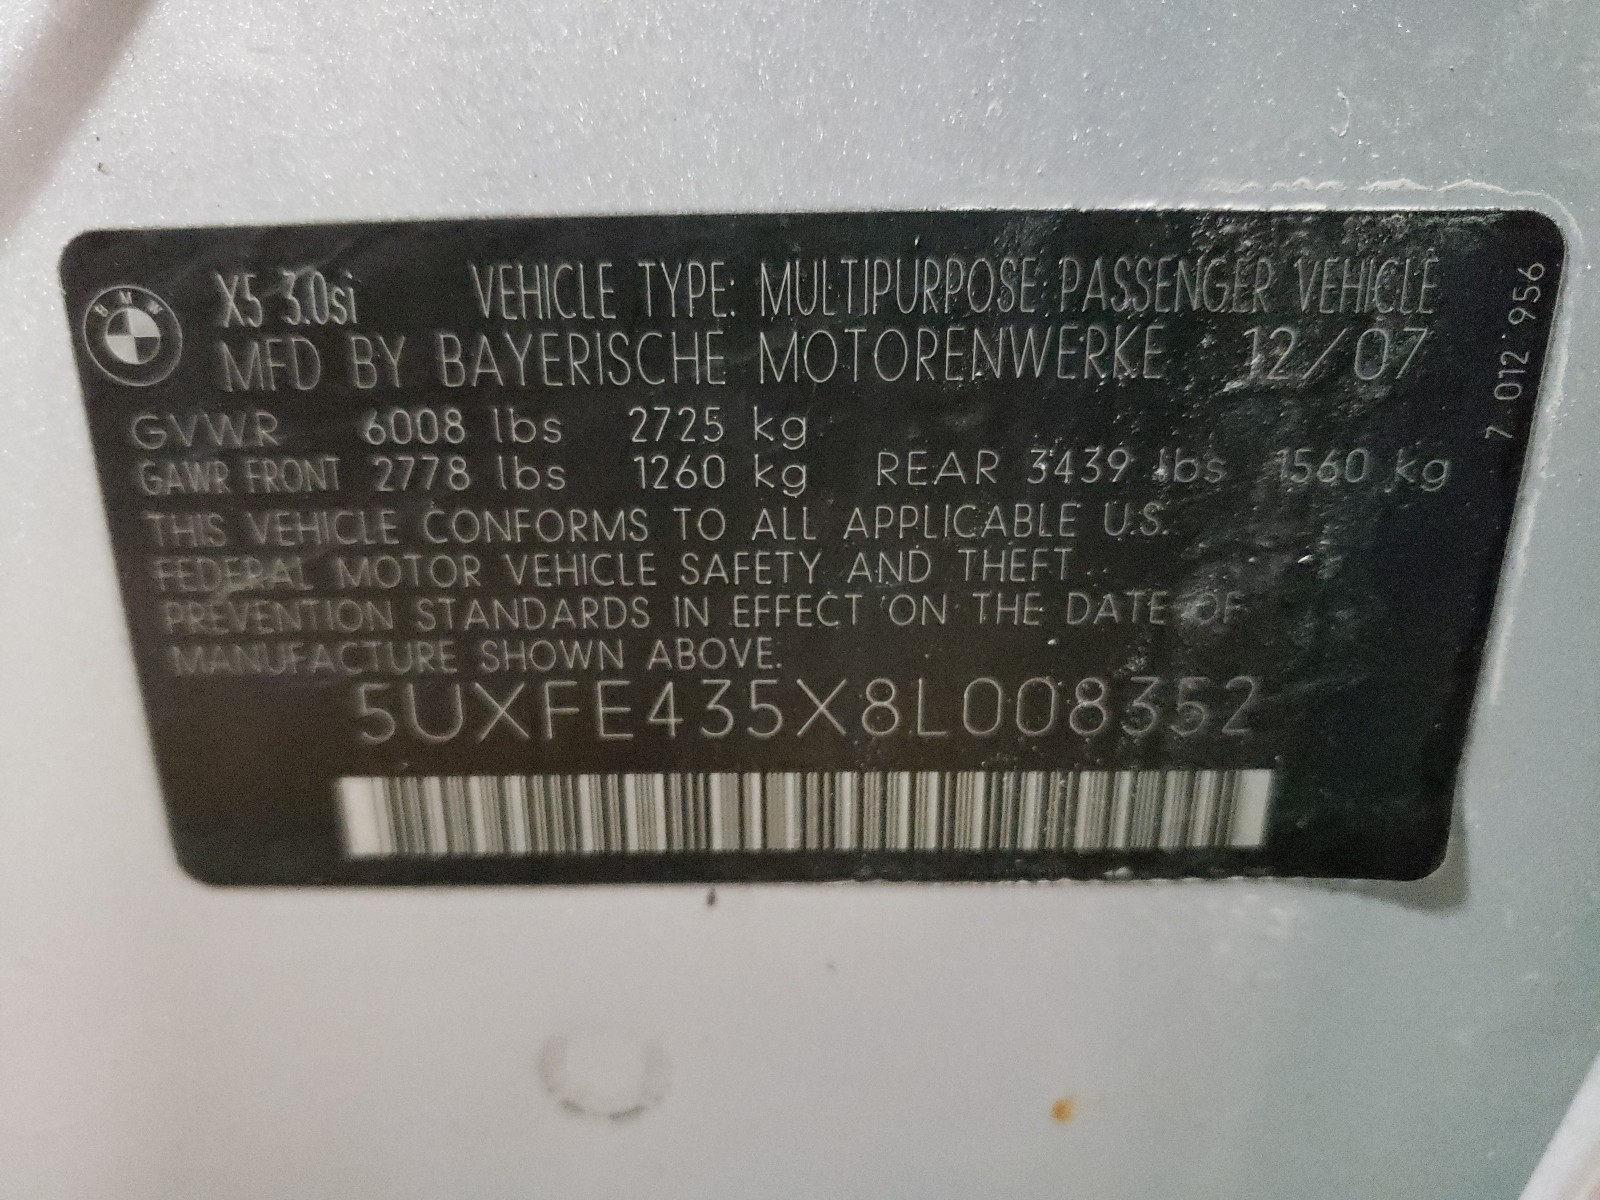 BMW
X5 3.0si VEHICLE TYPE: MULTIPURPOSE PASSENGER VEHICLE
MFD BY BAYERISCHE MOTORENWERKE 12/07
GVWR 6008 lbs 2725 kg
GAWR FRONT 2778 lbs 1260 kg REAR 3439 lbs 1560 kg
THIS VEHICLE CONFORMS TO ALL APPLICABLE U.S.
FEDERAL MOTOR VEHICLE SAFETY AND THEFT
PREVENTION STANDARDS IN EFFECT ON THE DATE OF
MANUFACTURE SHOWN ABOVE.
5UXFE435X8L008352
7 012 956